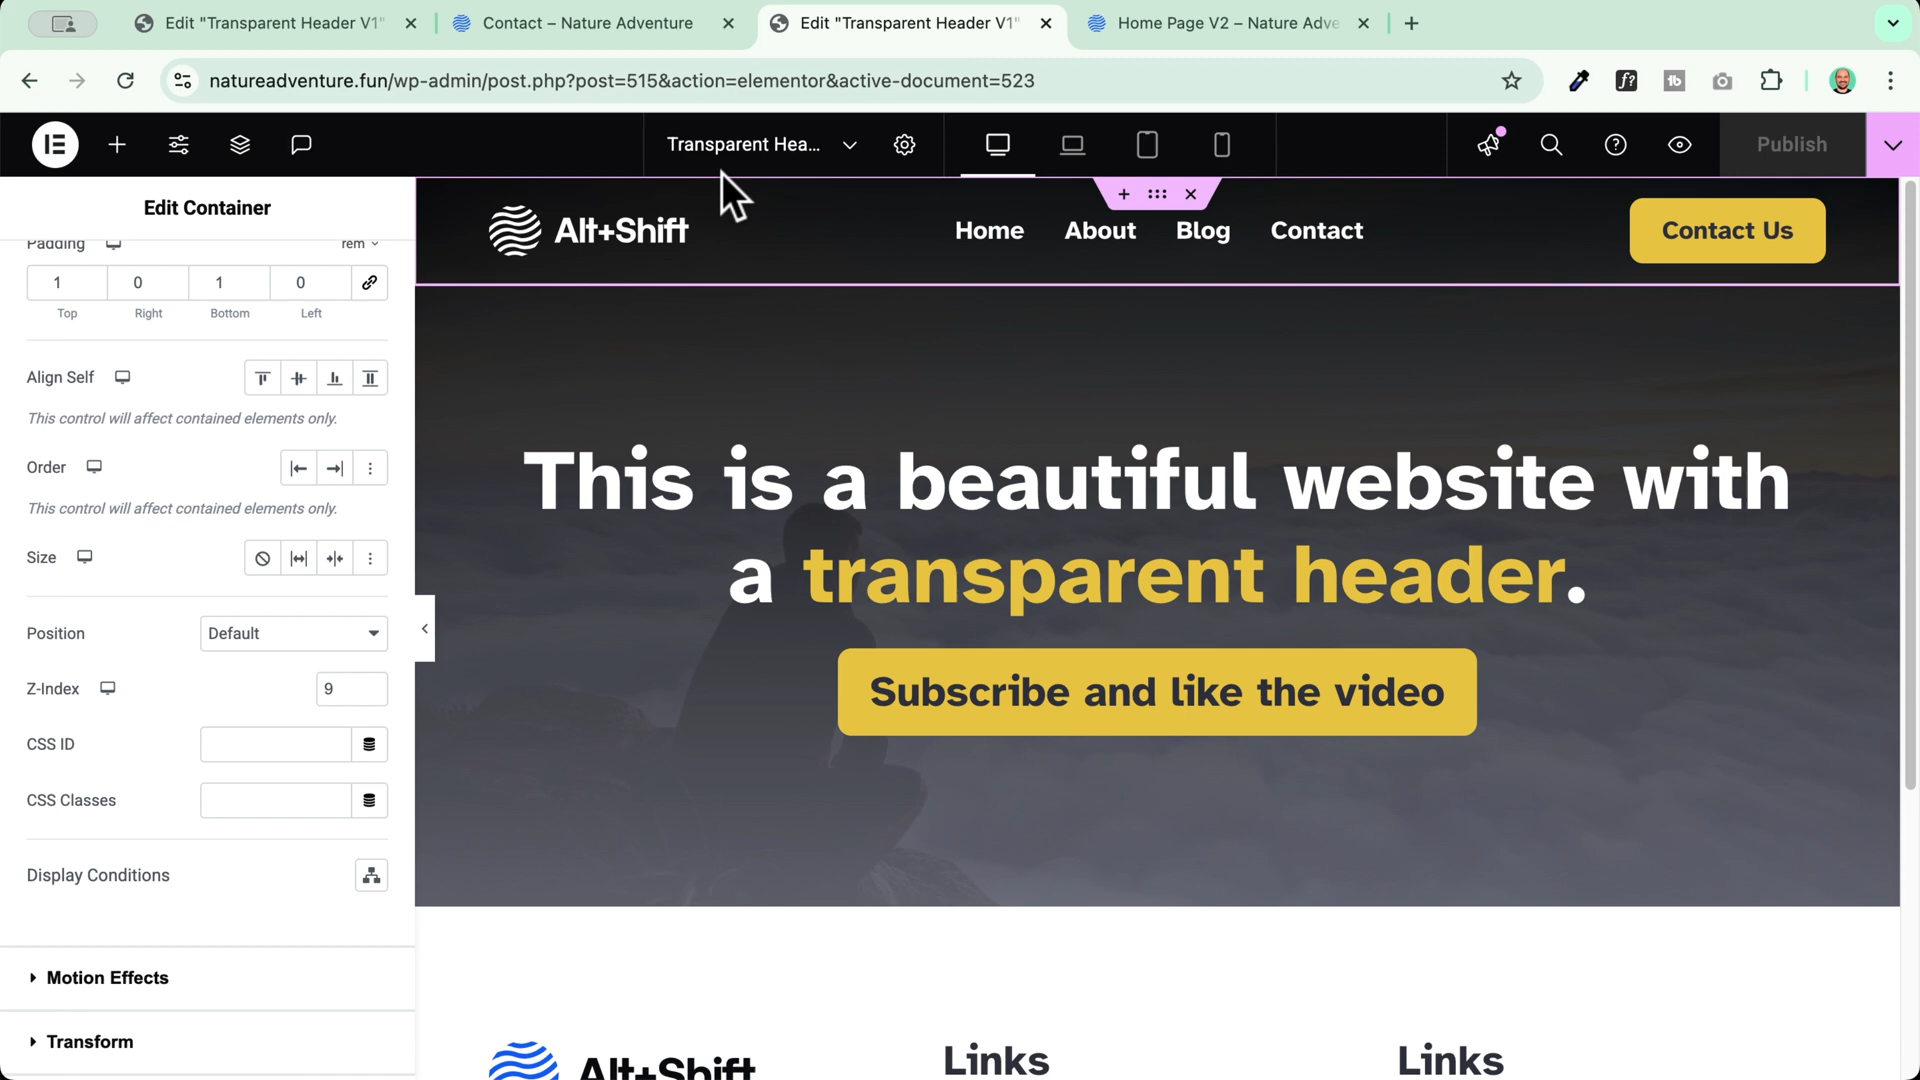 Edit "Transparent Header V1"
Contact – Nature Adventure
Edit "Transparent Header V1"
Home Page V2 – Nature Adve
natureadventure.fun/wp-admin/post.php?post=515&action=elementor&active-document=523
Transparent Hea...
Publish
Edit Container
Padding
rem
1
0
1
0
Top
Right
Bottom
Left
Align Self
This control will affect contained elements only.
Order
This control will affect contained elements only.
Size
Position
Default
Z-Index
9
CSS ID
CSS Classes
Display Conditions
Motion Effects
Transform
Alt+Shift
Home
About
Blog
Contact
Contact Us
This is a beautiful website with
a transparent header.
Subscribe and like the video
Alt+Shift
Links
Links